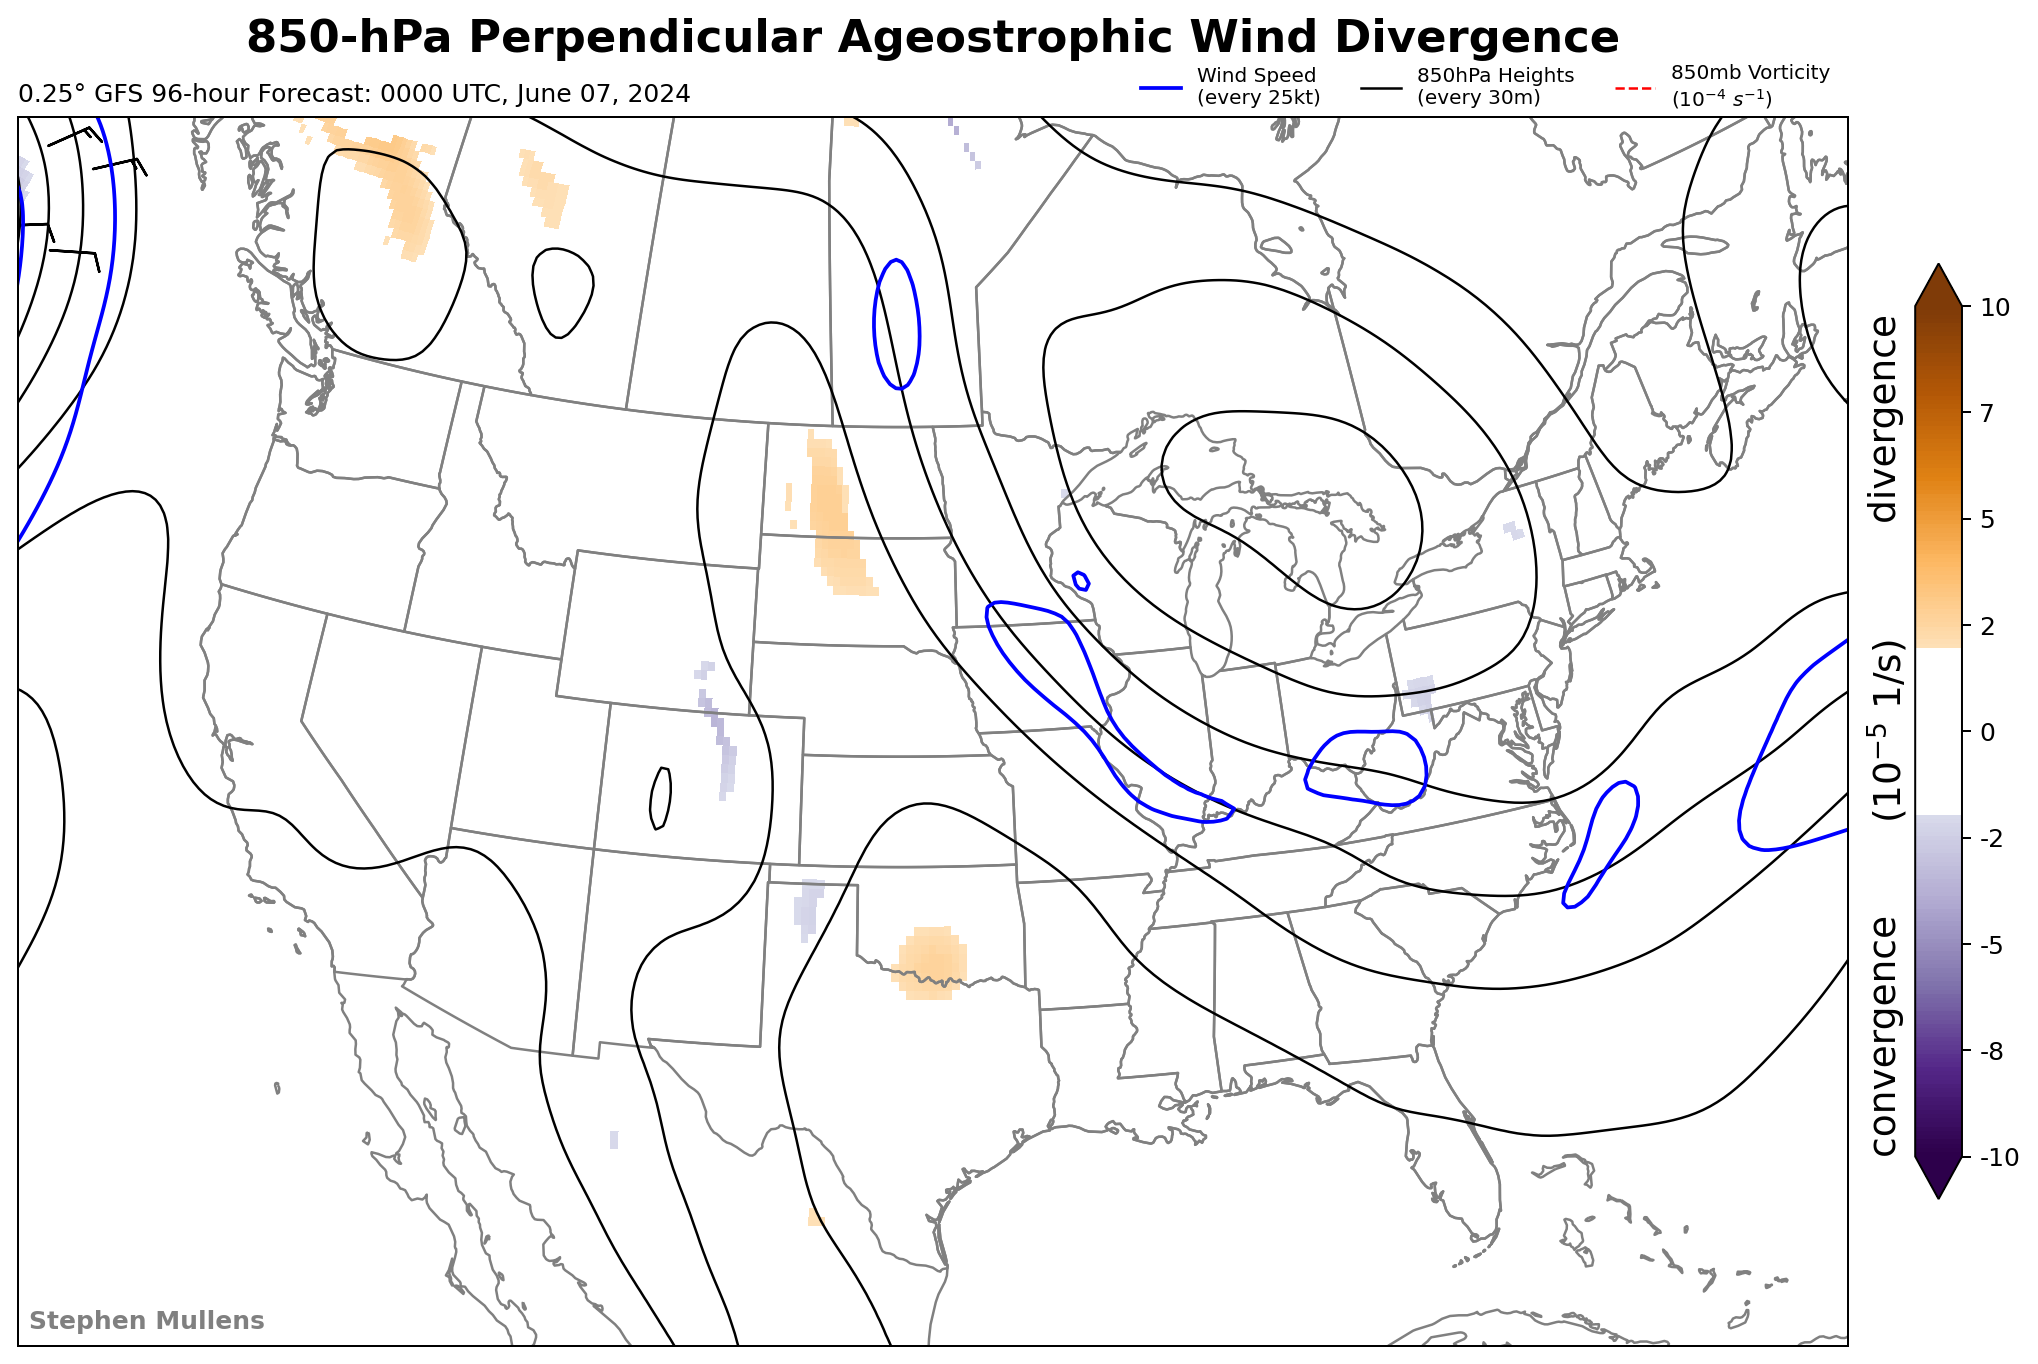 850-hPa Perpendicular Ageostrophic Wind Divergence
0.25° GFS 96-hour Forecast: 0000 UTC, June 07, 2024
Wind Speed
(every 25kt)
850hPa Heights
(every 30m)
850mb Vorticity
(10⁻⁴ s⁻¹)
10
7
5
2
0
-2
-5
-8
-10
convergence (10⁻⁵ 1/s) divergence
Stephen Mullens